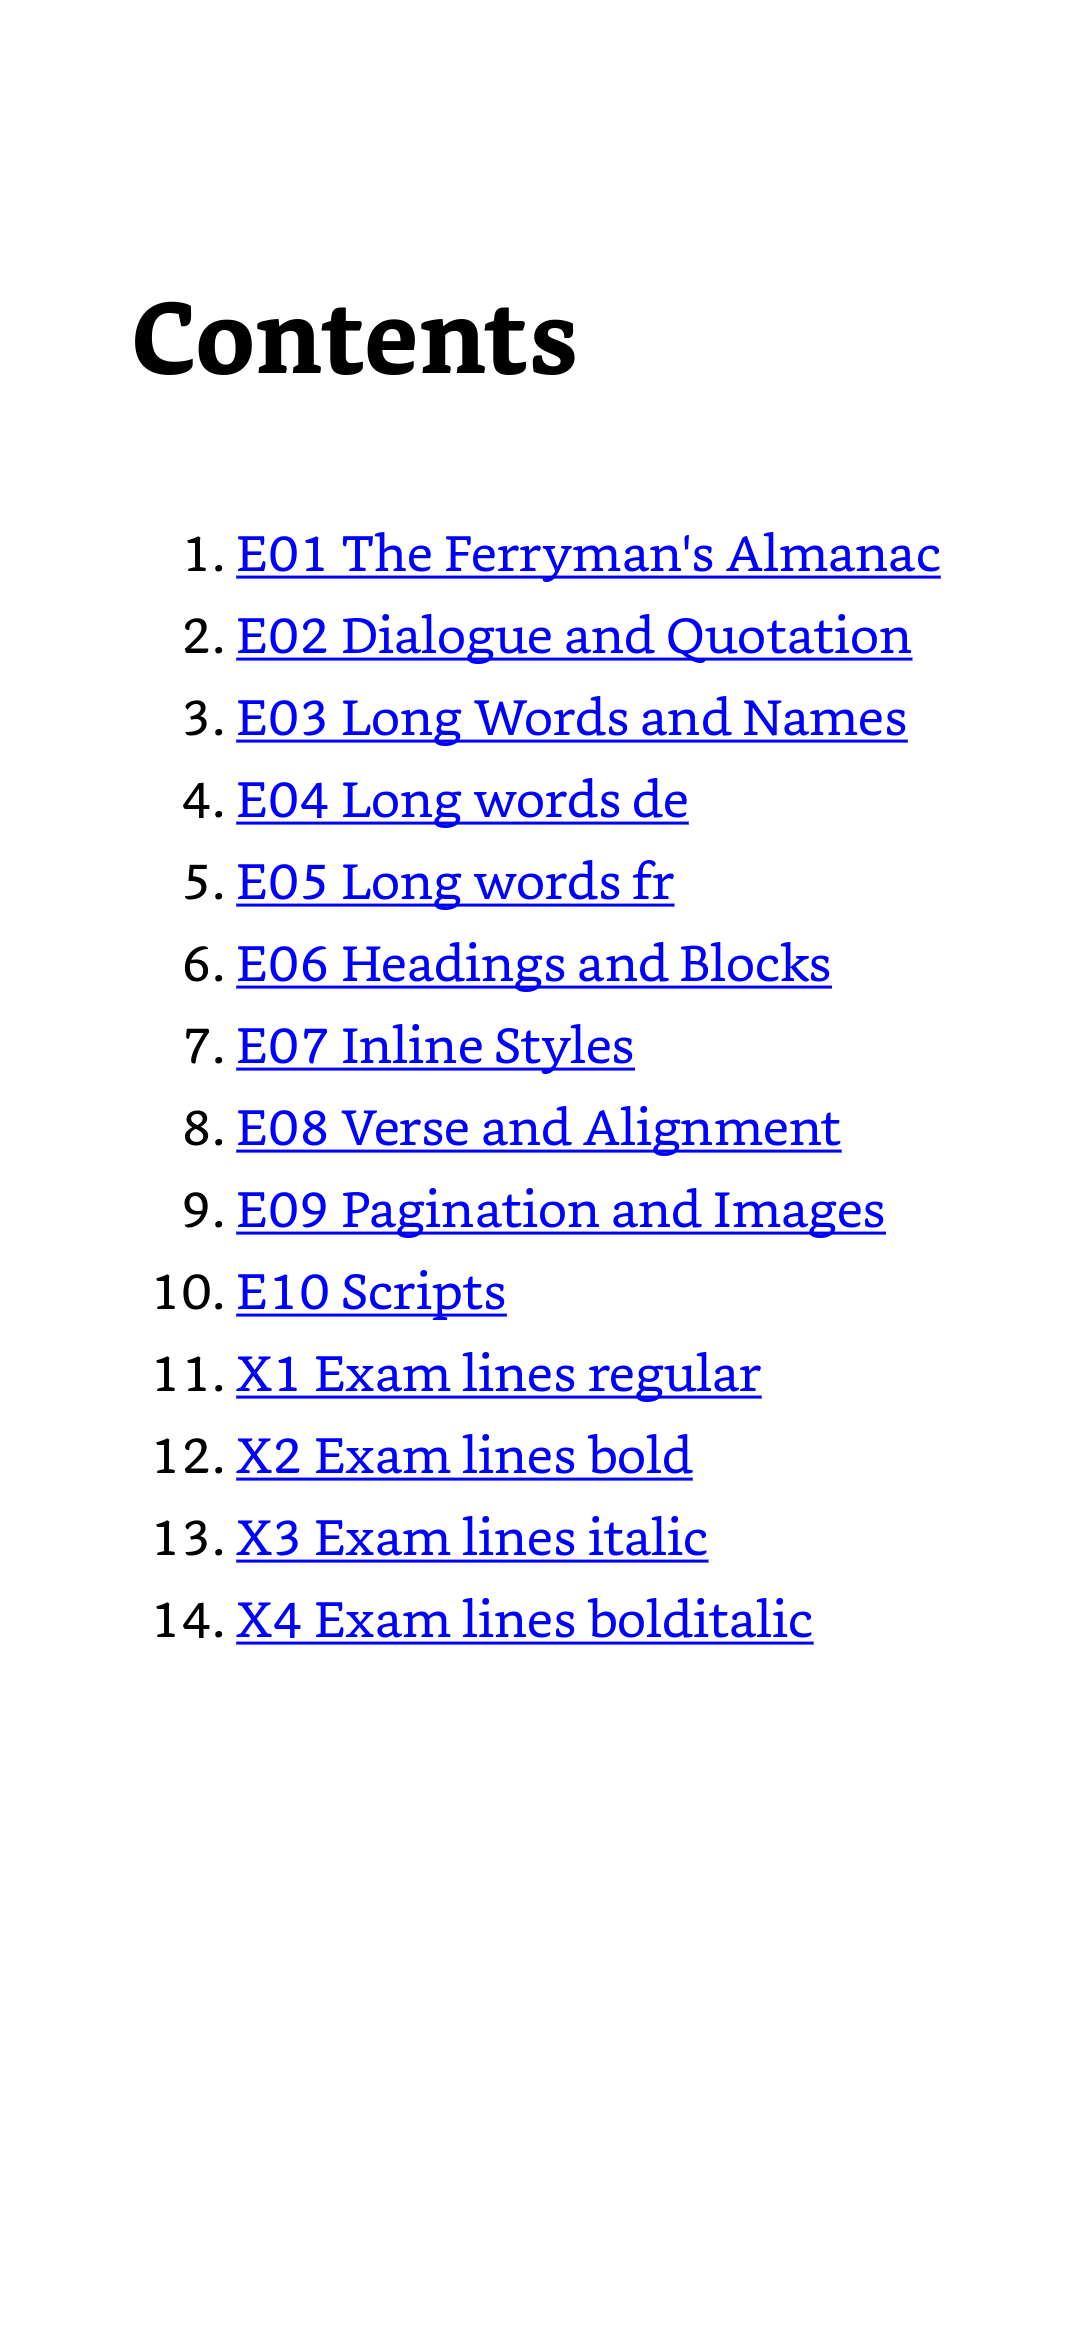 Contents
1. E01 The Ferryman's Almanac
2. E02 Dialogue and Quotation
3. E03 Long Words and Names
4. E04 Long words de
5. E05 Long words fr
6. E06 Headings and Blocks
7. E07 Inline Styles
8. E08 Verse and Alignment
9. E09 Pagination and Images
10. E10 Scripts
11. X1 Exam lines regular
12. X2 Exam lines bold
13. X3 Exam lines italic
14. X4 Exam lines bolditalic